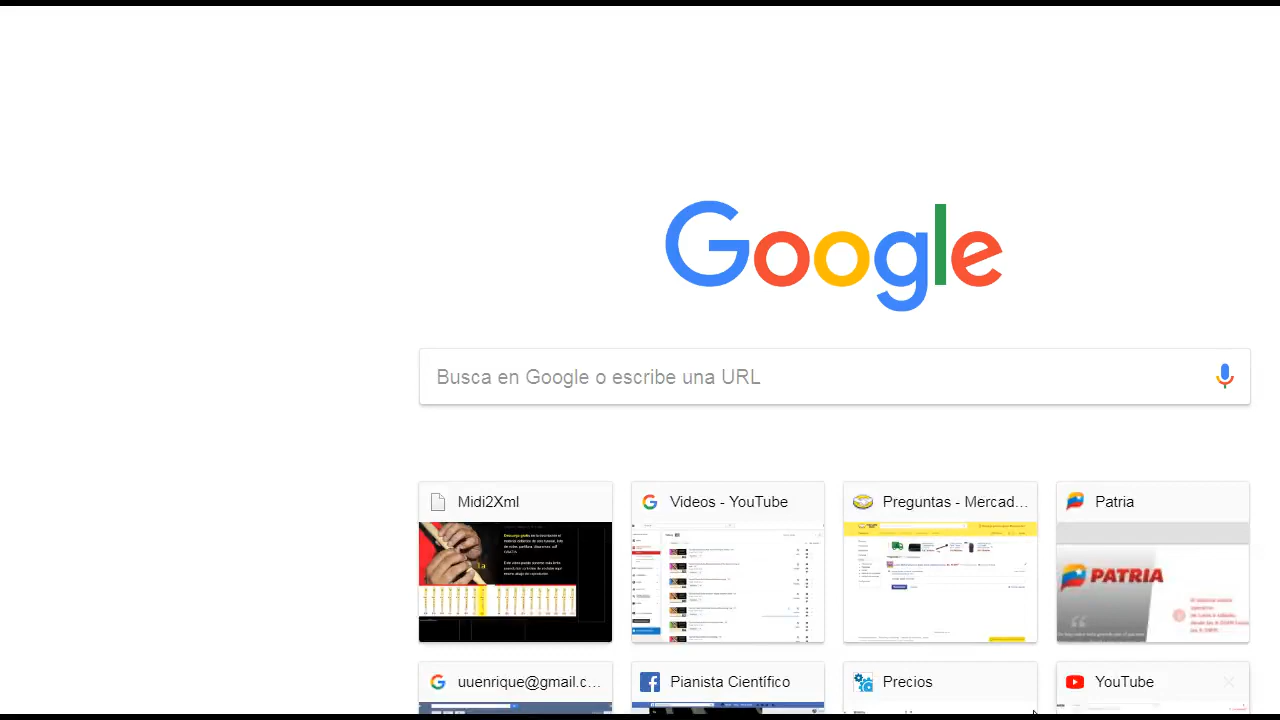 Google
Busca en Google o escribe una URL
Midi2Xml
Videos - YouTube
Preguntas - Mercad...
Patria
la
PATRIA
uuenrique@gmail.c...
Pianista Científico
Precios
YouTube